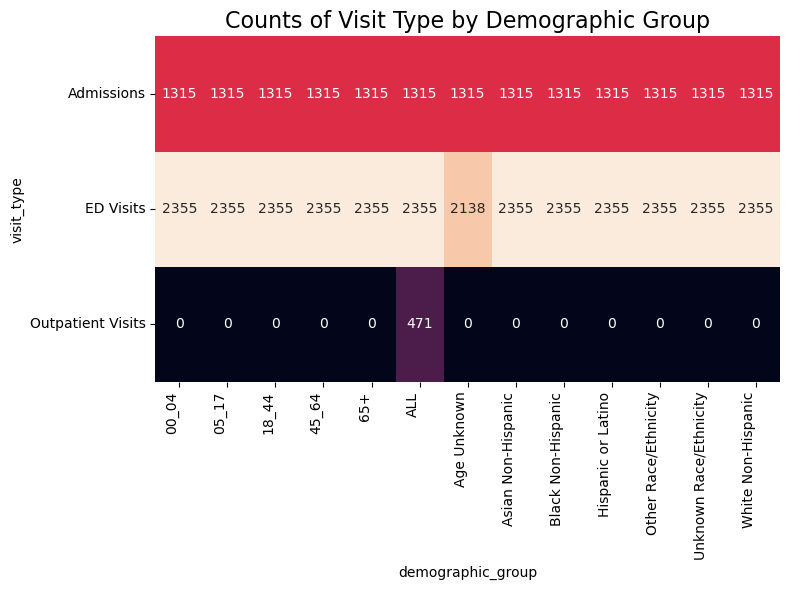 Counts of Visit Type by Demographic Group
visit_type
Admissions 1315 1315 1315 1315 1315 1315 1315 1315 1315 1315 1315 1315 1315
ED Visits 2355 2355 2355 2355 2355 2355 2138 2355 2355 2355 2355 2355 2355
Outpatient Visits 0 0 0 0 0 471 0 0 0 0 0 0 0
00_04
05_17
18_44
45_64
65+
ALL
Age Unknown
Asian Non-Hispanic
Black Non-Hispanic
Hispanic or Latino
Other Race/Ethnicity
Unknown Race/Ethnicity
White Non-Hispanic
demographic_group